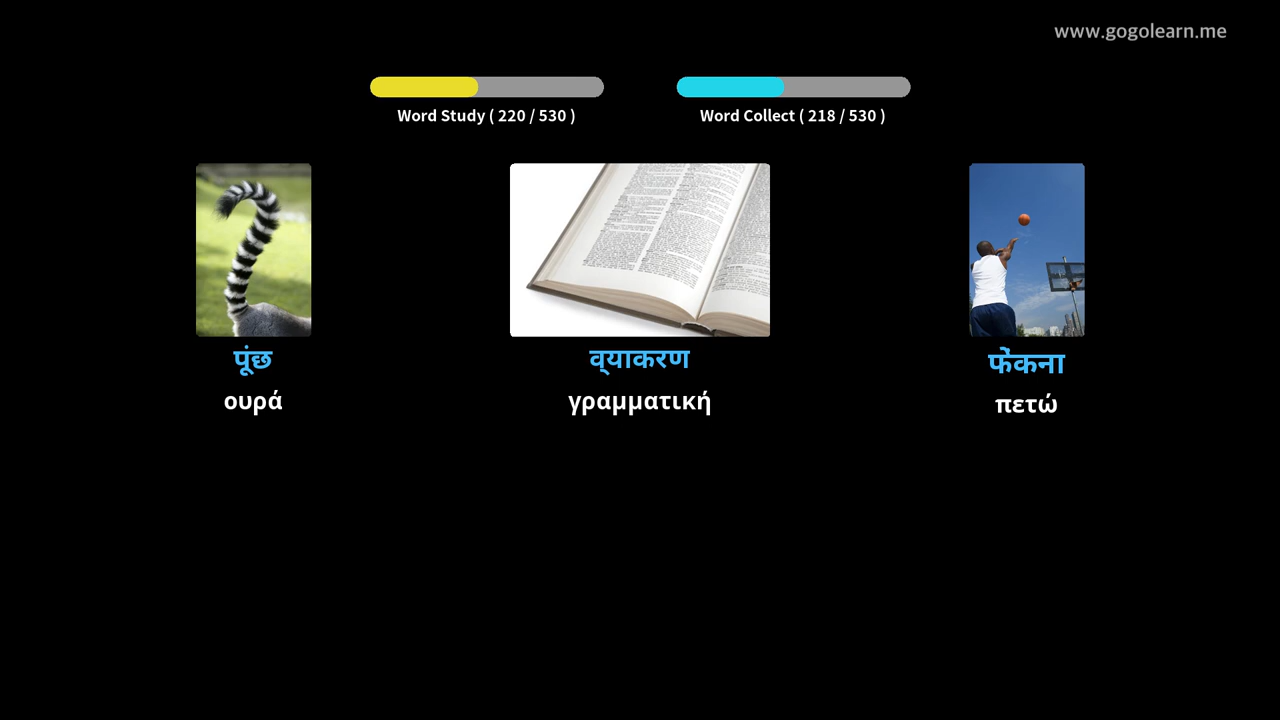 www.gogolearn.me
Word Study ( 220 / 530 )
Word Collect ( 218 / 530 )
पूंछ
व्याकरण
फेंकना
ουρά
γραμματική
πετώ